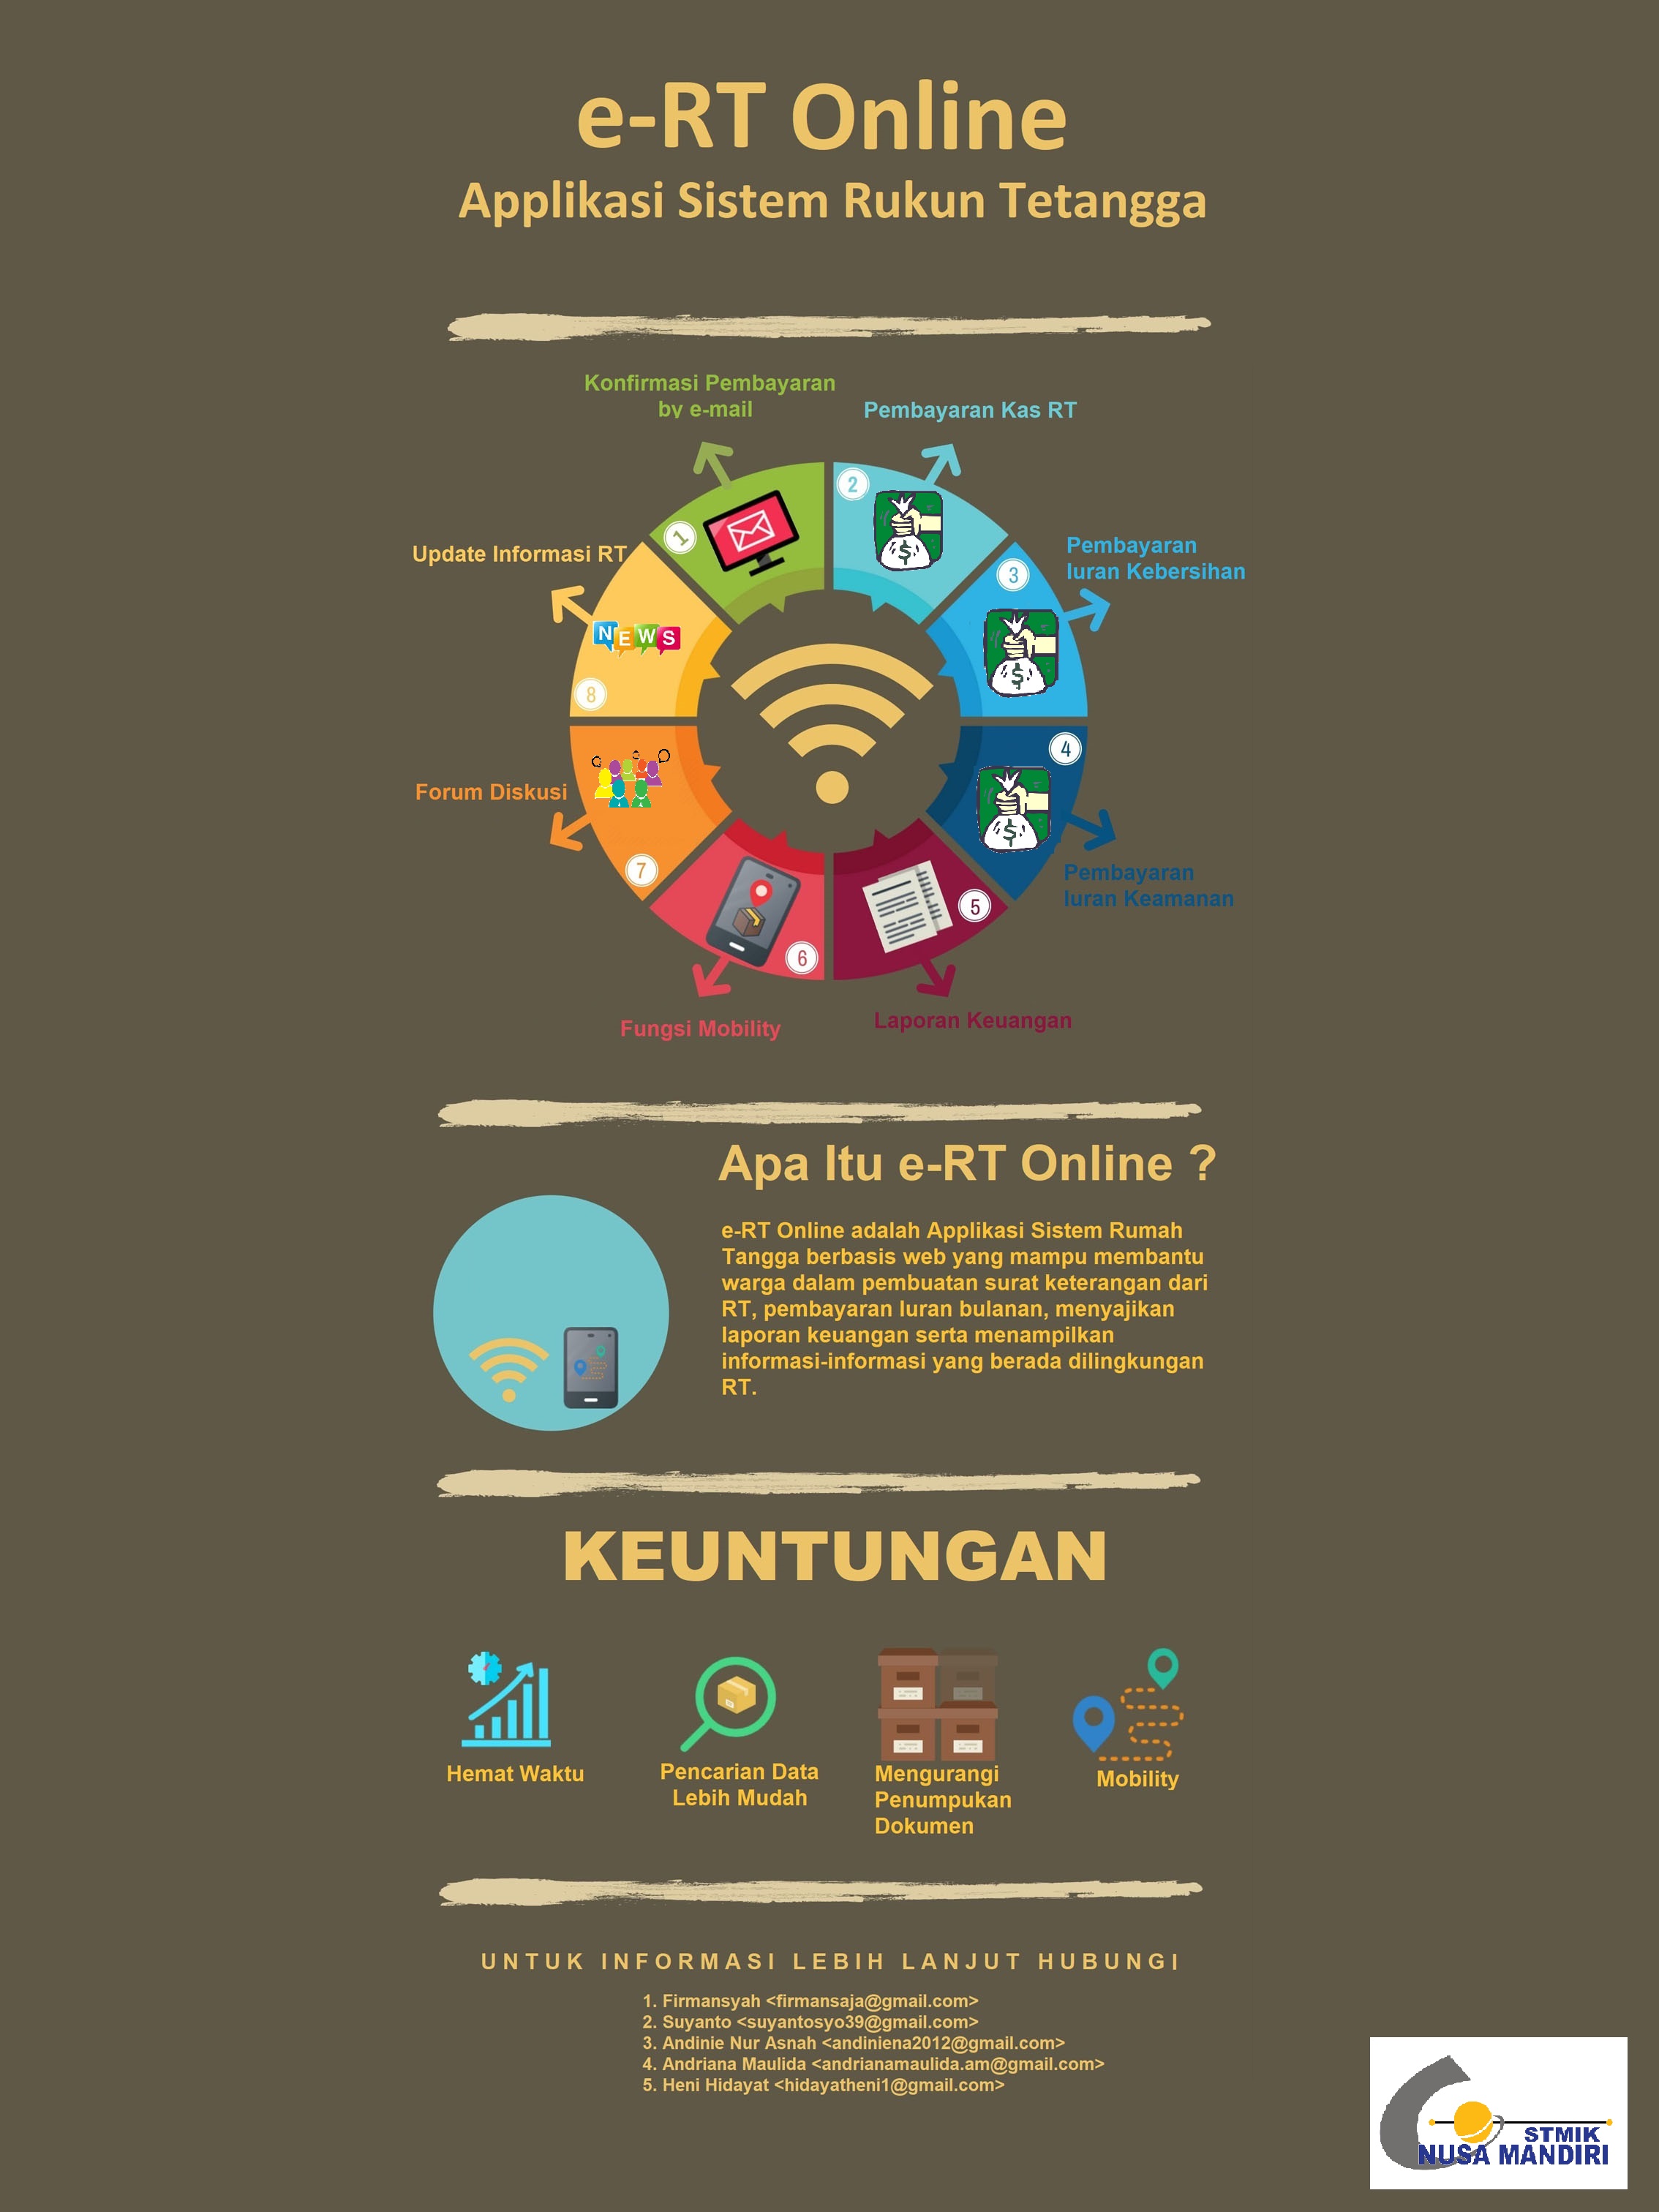 e-RT Online
Applikasi Sistem Rukun Tetangga
Konfirmasi Pembayaran
by e-mail
Pembayaran Kas RT
1
2
Update Informasi RT
Pembayaran
Iuran Kebersihan
3
$
NEWS
$
8
4
Forum Diskusi
$
7
Pembayaran
Iuran Keamanan
5
6
Fungsi Mobility
Laporan Keuangan
Apa Itu e-RT Online ?
e-RT Online adalah Applikasi Sistem Rumah
Tangga berbasis web yang mampu membantu
warga dalam pembuatan surat keterangan dari
RT, pembayaran Iuran bulanan, menyajikan
laporan keuangan serta menampilkan
informasi-informasi yang berada dilingkungan
RT.
KEUNTUNGAN
Hemat Waktu
Pencarian Data
Lebih Mudah
Mengurangi
Penumpukan
Dokumen
Mobility
UNTUK INFORMASI LEBIH LANJUT HUBUNGI
1. Firmansyah <firmansaja@gmail.com>
2. Suyanto <suyantosyo39@gmail.com>
3. Andinie Nur Asnah <andiniena2012@gmail.com>
4. Andriana Maulida <andrianamaulida.am@gmail.com>
5. Heni Hidayat <hidayatheni1@gmail.com>
STMIK
NUSA MANDIRI